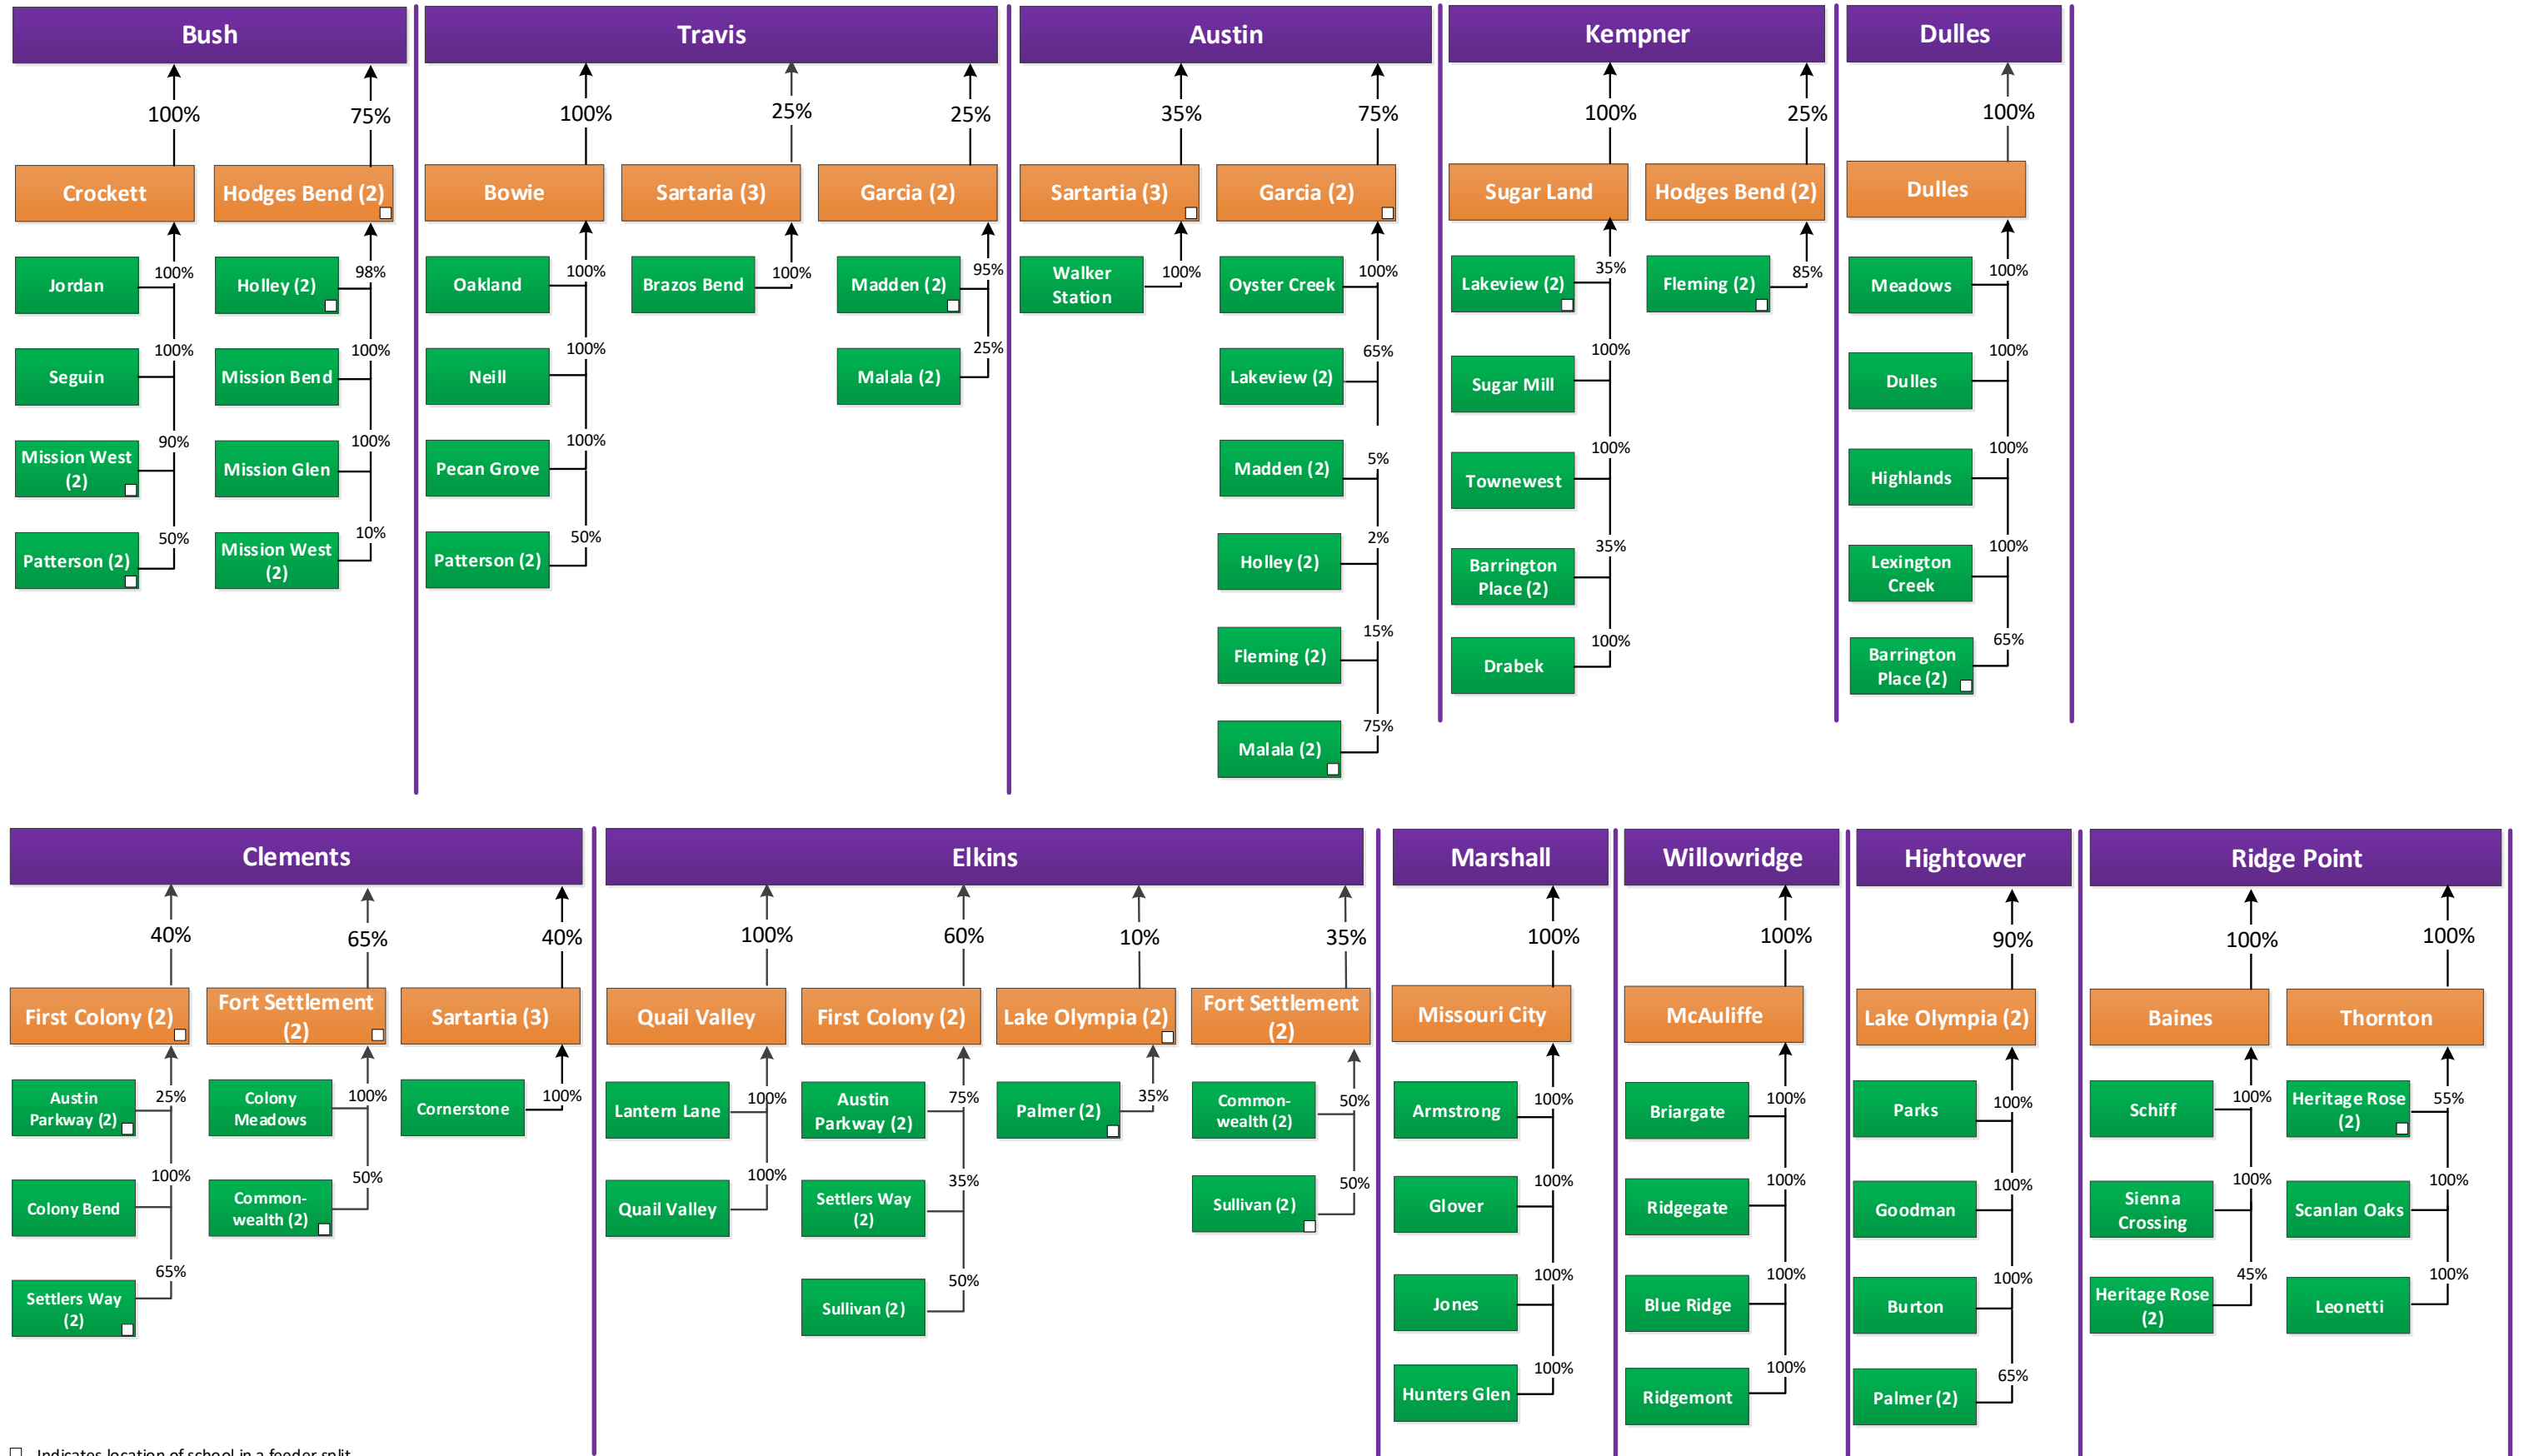 Bush
Travis
Austin
Kempner
Dulles
100%
75%
100%
25%
25%
35%
75%
100%
25%
100%
Crockett
Hodges Bend (2)
Bowie
Sartaria (3)
Garcia (2)
Sartartia (3)
Garcia (2)
Sugar Land
Hodges Bend (2)
Dulles
Jordan
100%
Seguin
100%
Mission West
(2)
90%
Patterson (2)
50%
Holley (2)
98%
Mission Bend
100%
Mission Glen
100%
Mission West
(2)
10%
Oakland
100%
Neill
100%
Pecan Grove
100%
Patterson (2)
50%
Brazos Bend
100%
Madden (2)
95%
Malala (2)
25%
Walker
Station
100%
Oyster Creek
100%
Lakeview (2)
65%
Madden (2)
5%
Holley (2)
2%
Fleming (2)
15%
Malala (2)
75%
Lakeview (2)
35%
Sugar Mill
100%
Townewest
100%
Barrington
Place (2)
35%
Drabek
100%
Fleming (2)
85%
Meadows
100%
Dulles
100%
Highlands
100%
Lexington
Creek
100%
Barrington
Place (2)
65%
Clements
Elkins
Marshall
Willowridge
Hightower
Ridge Point
40%
65%
40%
100%
60%
10%
35%
100%
100%
90%
100%
100%
First Colony (2)
Fort Settlement
(2)
Sartartia (3)
Quail Valley
First Colony (2)
Lake Olympia (2)
Fort Settlement
(2)
Missouri City
McAuliffe
Lake Olympia (2)
Baines
Thornton
Austin
Parkway (2)
25%
Colony Bend
100%
Settlers Way
(2)
65%
Colony
Meadows
100%
Common-
wealth (2)
50%
Cornerstone
100%
Lantern Lane
100%
Quail Valley
100%
Austin
Parkway (2)
75%
Settlers Way
(2)
35%
Sullivan (2)
50%
Palmer (2)
35%
Common-
wealth (2)
50%
Sullivan (2)
50%
Armstrong
100%
Glover
100%
Jones
100%
Hunters Glen
100%
Briargate
100%
Ridgegate
100%
Blue Ridge
100%
Ridgemont
100%
Parks
100%
Goodman
100%
Burton
100%
Palmer (2)
65%
Schiff
100%
Sienna
Crossing
100%
Heritage Rose
(2)
45%
Heritage Rose
(2)
55%
Scanlan Oaks
100%
Leonetti
100%
Indicates location of school in a feeder split